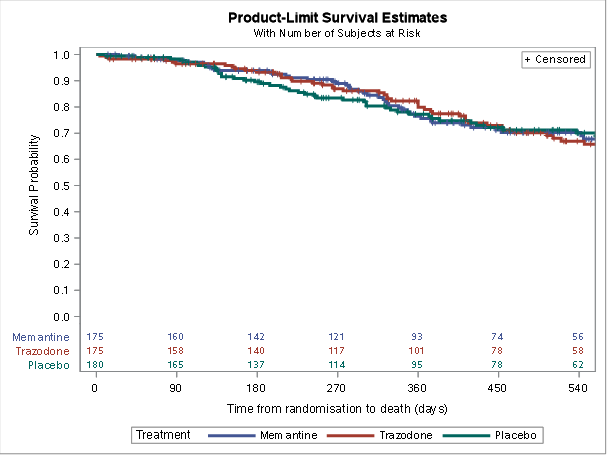 Product-Limit Survival Estimates
With Number of Subjects at Risk
+ Censored
Survival Probability
1.0
0.9
0.8
0.7
0.6
0.5
0.4
0.3
0.2
0.1
0.0
Memantine 175 160 142 121 93 74 56
Trazodone 175 158 140 117 101 78 58
Placebo 180 165 137 114 95 78 62
0 90 180 270 360 450 540
Time from randomisation to death (days)
Treatment Memantine Trazodone Placebo